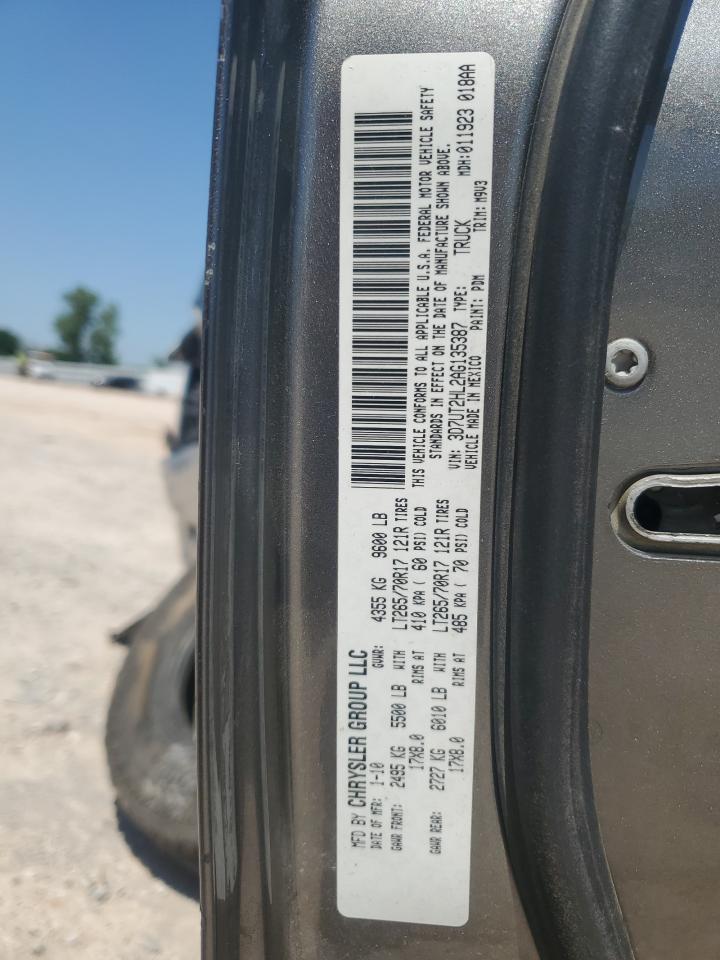 MFD BY CHRYSLER GROUP LLC
DATE OF MFR: 1-10 GVWR: 4355 KG 9600 LB
GAWR FRONT: 2495 KG 5500 LB WITH LT265/70R17 121R TIRES
17X8.0 RIMS AT 410 KPA ( 60 PSI) COLD
GAWR REAR: 2727 KG 6010 LB WITH LT265/70R17 121R TIRES
17X8.0 RIMS AT 485 KPA ( 70 PSI) COLD
THIS VEHICLE CONFORMS TO ALL APPLICABLE U.S.A. FEDERAL MOTOR VEHICLE SAFETY
STANDARDS IN EFFECT ON THE DATE OF MANUFACTURE SHOWN ABOVE.
VIN: 3D7UT2HL2AG135387 TYPE: TRUCK MDH:011923 018AA
VEHICLE MADE IN MEXICO PAINT: PDM TRIM: M9V3